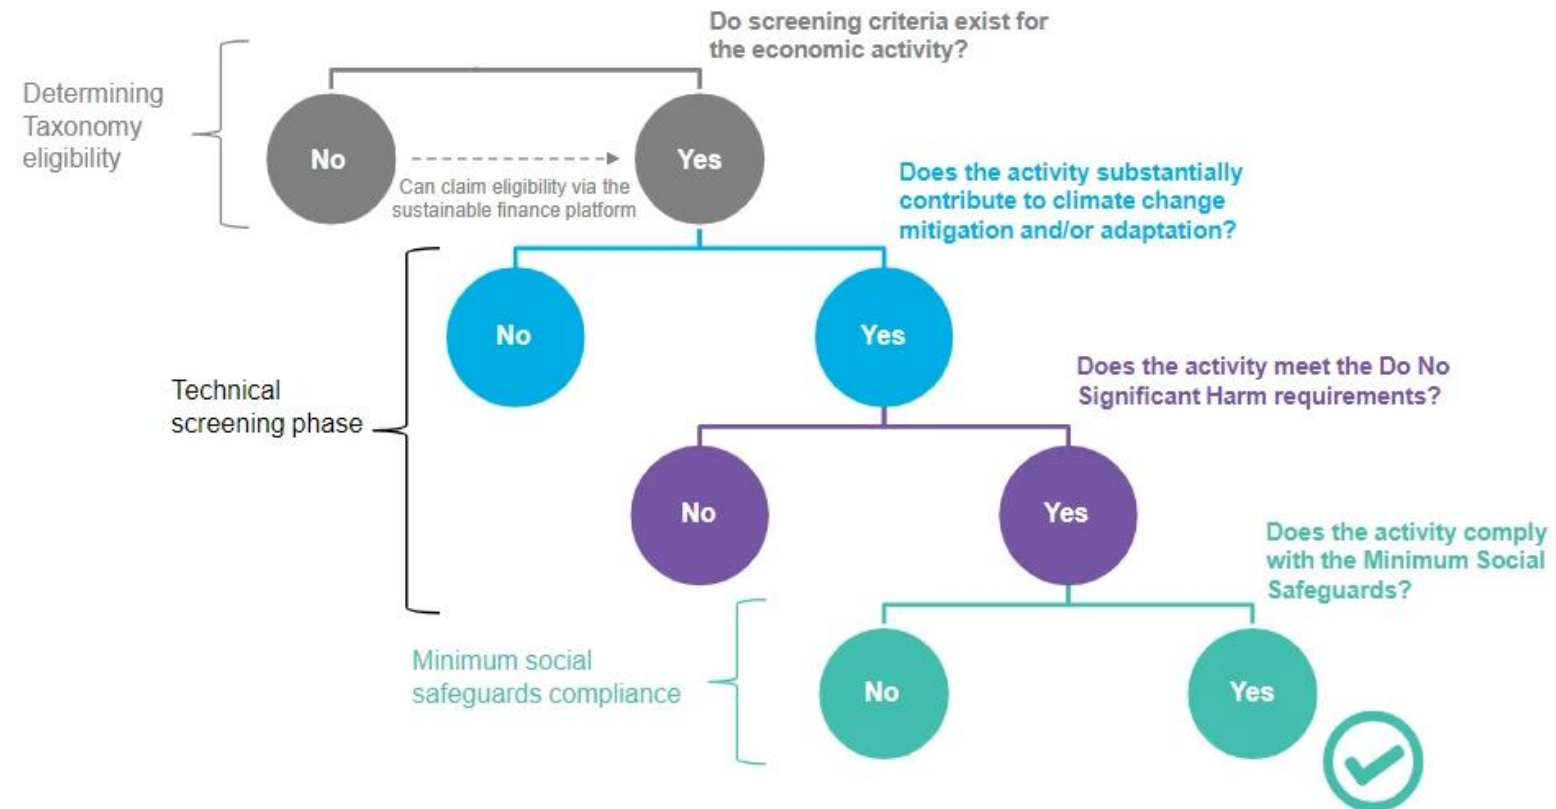 Do screening criteria exist for
the economic activity?
Determining
Taxonomy
eligibility
No
Yes
Can claim eligibility via the
sustainable finance platform
Does the activity substantially
contribute to climate change
mitigation and/or adaptation?
No
Yes
Technical
screening phase
Does the activity meet the Do No
Significant Harm requirements?
No
Yes
Does the activity comply
with the Minimum Social
Safeguards?
Minimum social
safeguards compliance
No
Yes